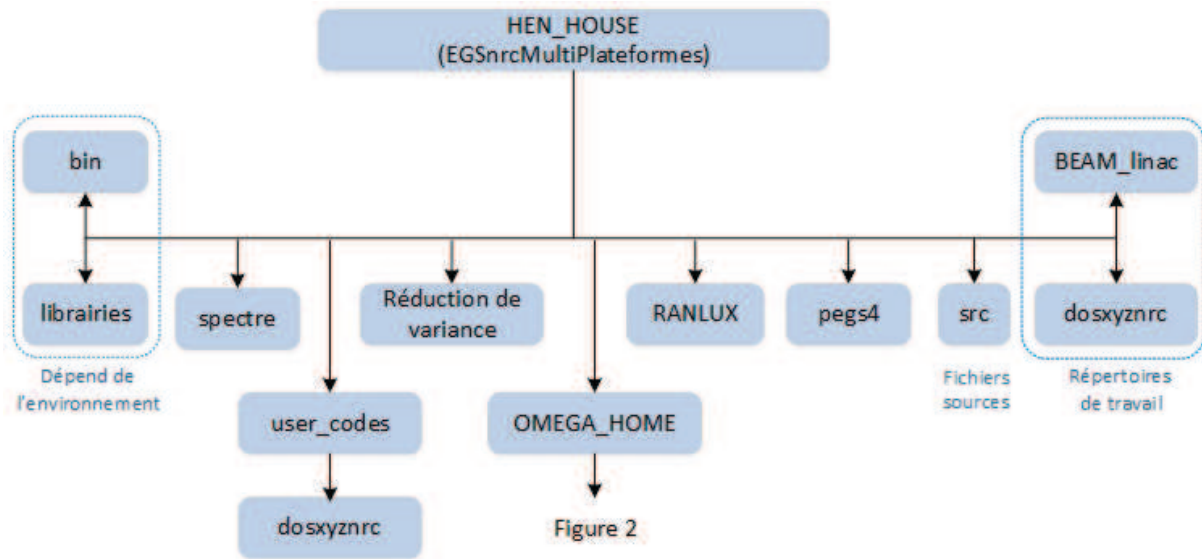 HEN_HOUSE
(EGSnrcMultiPlateformes)
bin
BEAM_linac
librairies
spectre
Réduction de
variance
RANLUX
pegs4
src
dosxyznrc
Dépend de
l'environnement
Fichiers
sources
Répertoires
de travail
user_codes
OMEGA_HOME
dosxyznrc
Figure 2